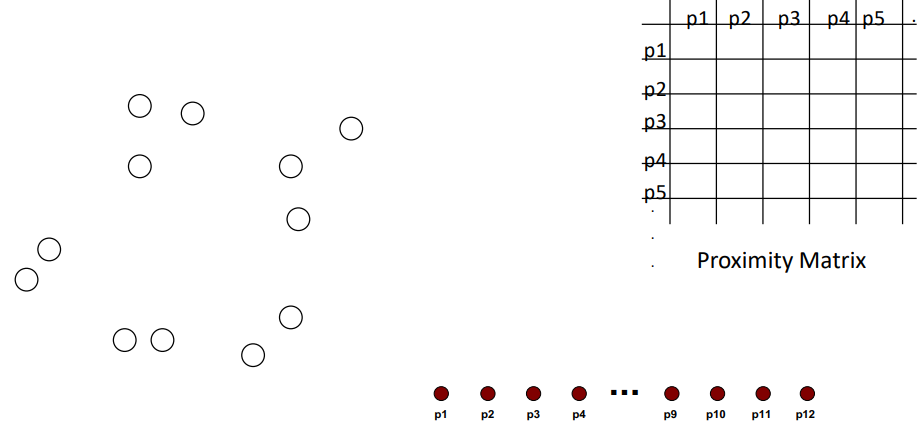 p1 p2 p3 p4 p5 .
p1
p2
p3
p4
p5
.
.
.
Proximity Matrix
...
p1 p2 p3 p4 p9 p10 p11 p12